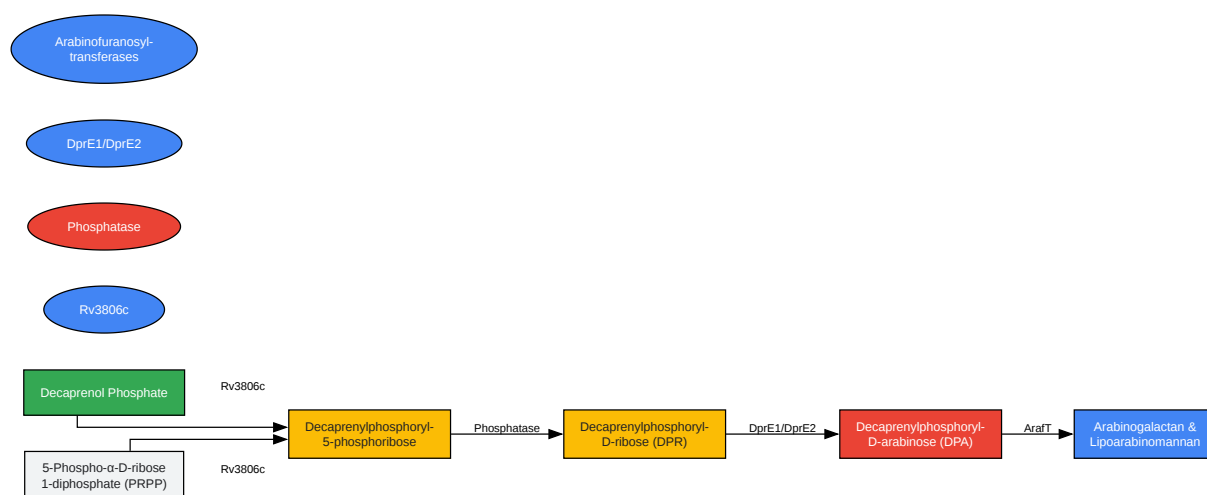 Arabinofuranosyl-
transferases
DprE1/DprE2
Phosphatase
Rv3806c
Decaprenol Phosphate
Rv3806c
Decaprenylphosphoryl-
5-phosphoribose
Phosphatase
Decaprenylphosphoryl-
D-ribose (DPR)
DprE1/DprE2
Decaprenylphosphoryl-
D-arabinose (DPA)
ArafT
Arabinogalactan &
Lipoarabinomannan
5-Phospho-α-D-ribose
1-diphosphate (PRPP)
Rv3806c